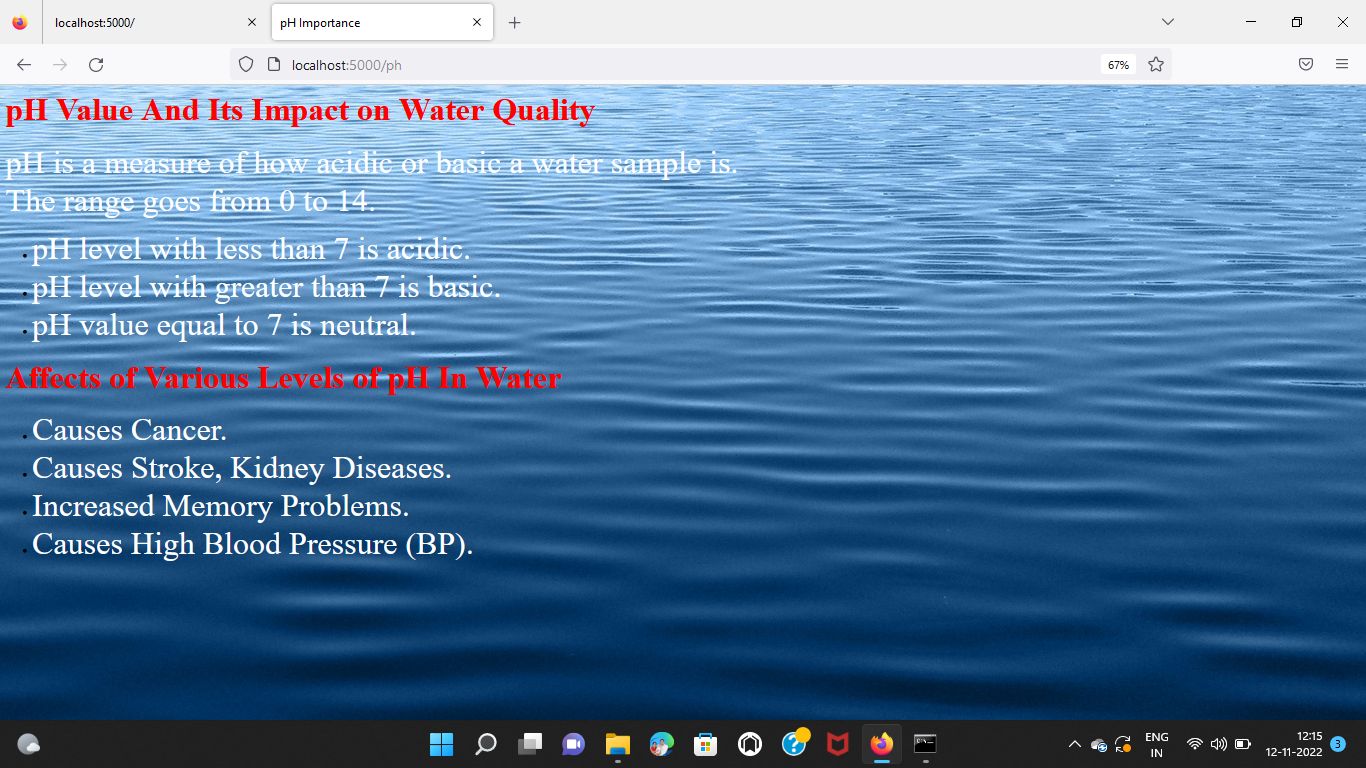 localhost:5000/
pH Importance
localhost:5000/ph
67%
pH Value And Its Impact on Water Quality
pH is a measure of how acidic or basic a water sample is.
The range goes from 0 to 14.
pH level with less than 7 is acidic.
pH level with greater than 7 is basic.
pH value equal to 7 is neutral.
Affects of Various Levels of pH In Water
Causes Cancer.
Causes Stroke, Kidney Diseases.
Increased Memory Problems.
Causes High Blood Pressure (BP).
ENG
IN
12:15
12-11-2022
3